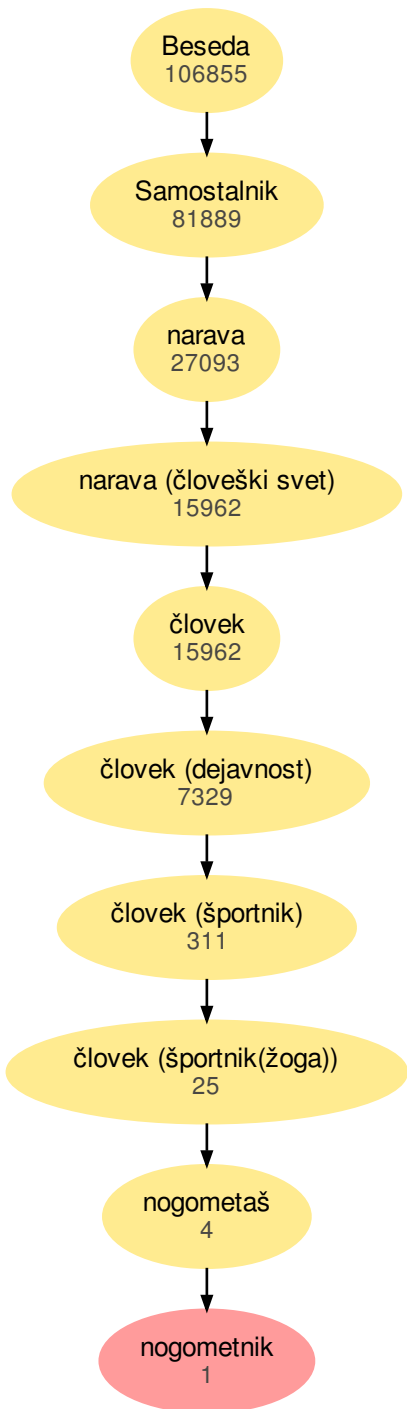 Beseda
106855
Samostalnik
81889
narava
27093
narava (človeški svet)
15962
človek
15962
človek (dejavnost)
7329
človek (športnik)
311
človek (športnik(žoga))
25
nogometaš
4
nogometnik
1